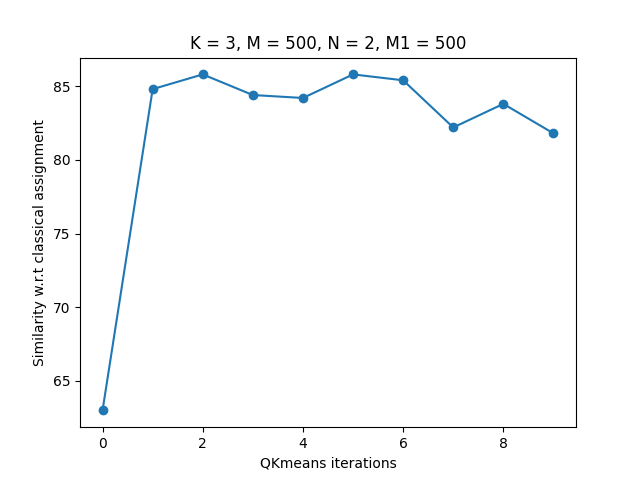 K = 3, M = 500, N = 2, M1 = 500
85
80
75
70
65
Similarity w.r.t classical assignment
0 2 4 6 8
QKmeans iterations